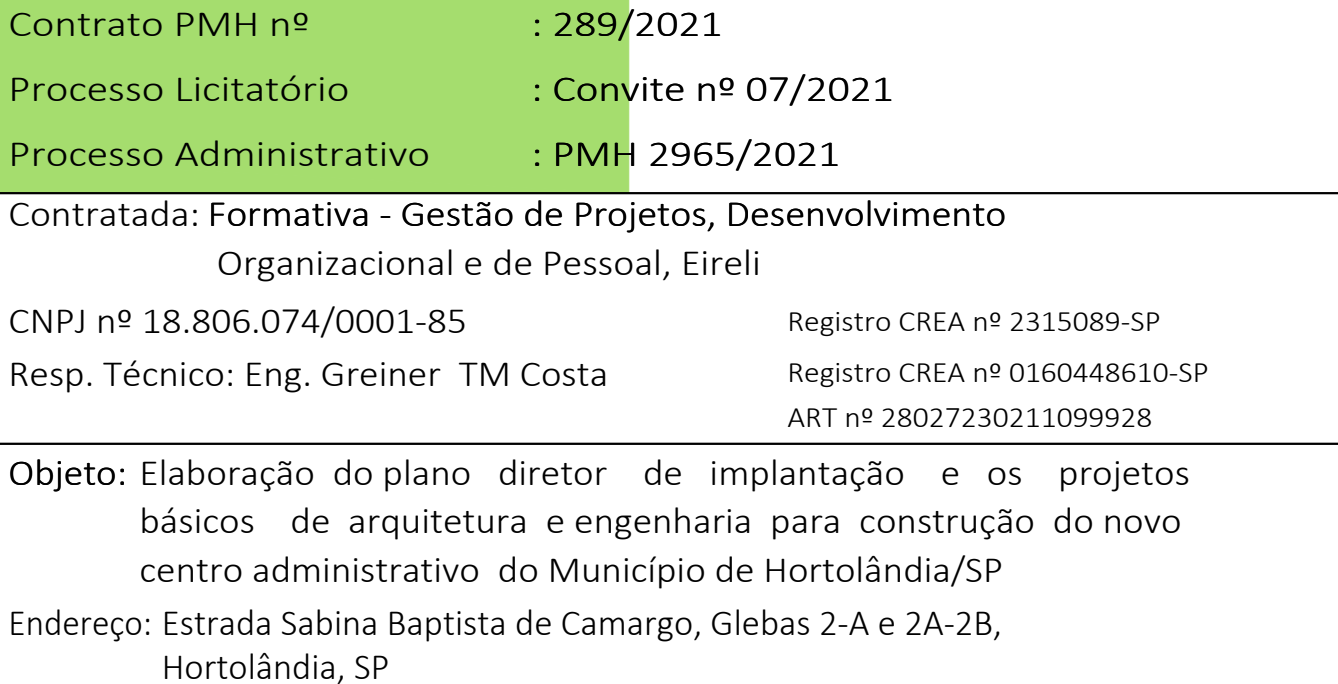 Contrato PMH nº : 289/2021
Processo Licitatório : Convite nº 07/2021
Processo Administrativo : PMH 2965/2021
Contratada: Formativa - Gestão de Projetos, Desenvolvimento
Organizacional e de Pessoal, Eireli
CNPJ nº 18.806.074/0001-85 Registro CREA nº 2315089-SP
Resp. Técnico: Eng. Greiner TM Costa Registro CREA nº 0160448610-SP
ART nº 28027230211099928
Objeto: Elaboração do plano diretor de implantação e os projetos
básicos de arquitetura e engenharia para construção do novo
centro administrativo do Município de Hortolândia/SP
Endereço: Estrada Sabina Baptista de Camargo, Glebas 2-A e 2A-2B,
Hortolândia, SP